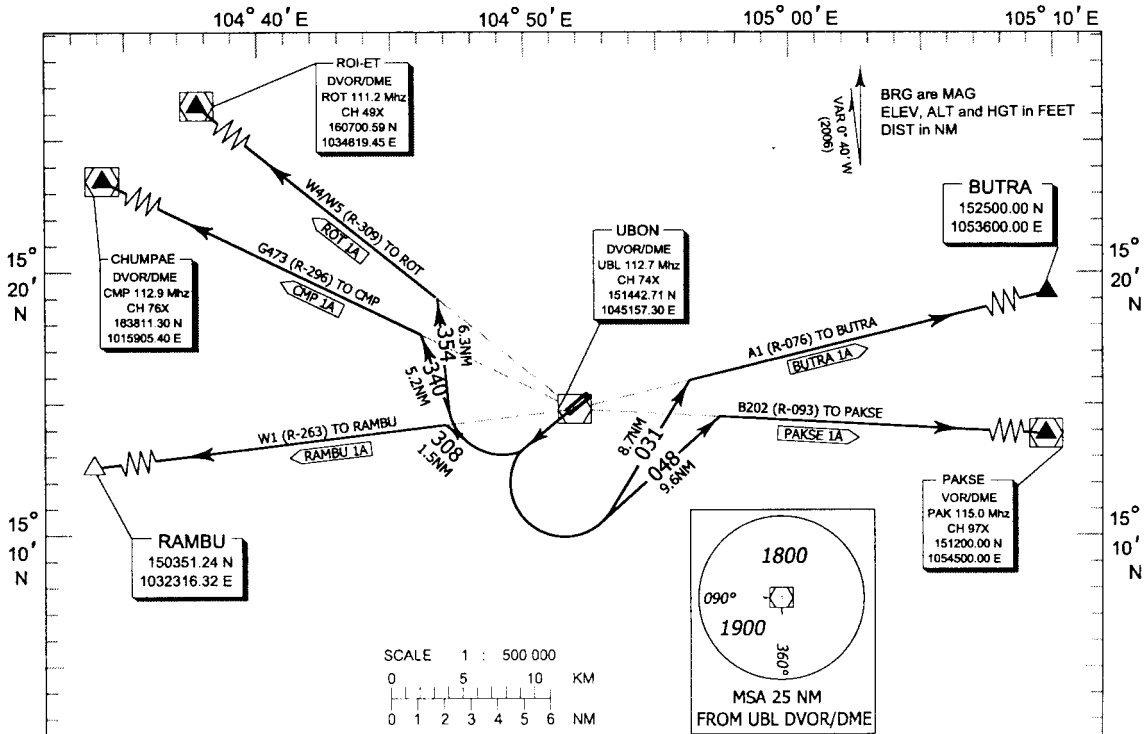 104° 40′ E
104° 50′ E
105° 00′ E
105° 10′ E
ROI-ET
DVOR/DME
ROT 111.2 Mhz
CH 49X
160700.59 N
1034619.45 E
VAR 0° 40′ W
(2006)
BRG are MAG
ELEV, ALT and HGT in FEET
DIST in NM
BUTRA
152500.00 N
1053600.00 E
UBON
DVOR/DME
UBL 112.7 Mhz
CH 74X
151442.71 N
1045157.30 E
CHUMPAE
DVOR/DME
CMP 112.9 Mhz
CH 76X
163811.30 N
1015905.40 E
15°
20′
N
15°
20′
N
W4/W5 (R-309) TO ROT
ROT 1A
G473 (R-296) TO CMP
CMP 1A
354
6.3NM
340
5.2NM
A1 (R-076) TO BUTRA
BUTRA 1A
B202 (R-093) TO PAKSE
PAKSE 1A
W1 (R-263) TO RAMBU
RAMBU 1A
308
1.5NM
031
8.7NM
048
9.6NM
PAKSE
VOR/DME
PAK 115.0 Mhz
CH 97X
151200.00 N
1054500.00 E
15°
10′
N
15°
10′
N
RAMBU
150351.24 N
1032316.32 E
1800
090°
1900
360°
MSA 25 NM
FROM UBL DVOR/DME
SCALE 1 : 500 000
0 5 10 KM
0 1 2 3 4 5 6 NM